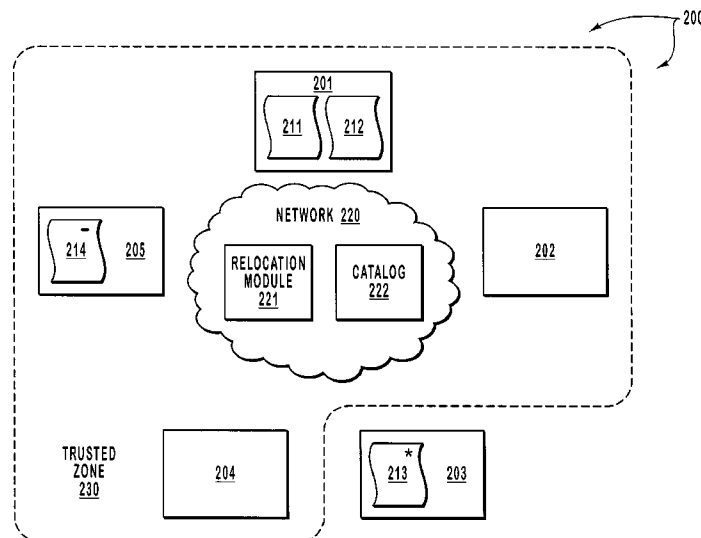 200
201
211 212
NETWORK 220
214 205
RELOCATION
MODULE
221
CATALOG
222
202
TRUSTED
ZONE
230
204
213 * 203